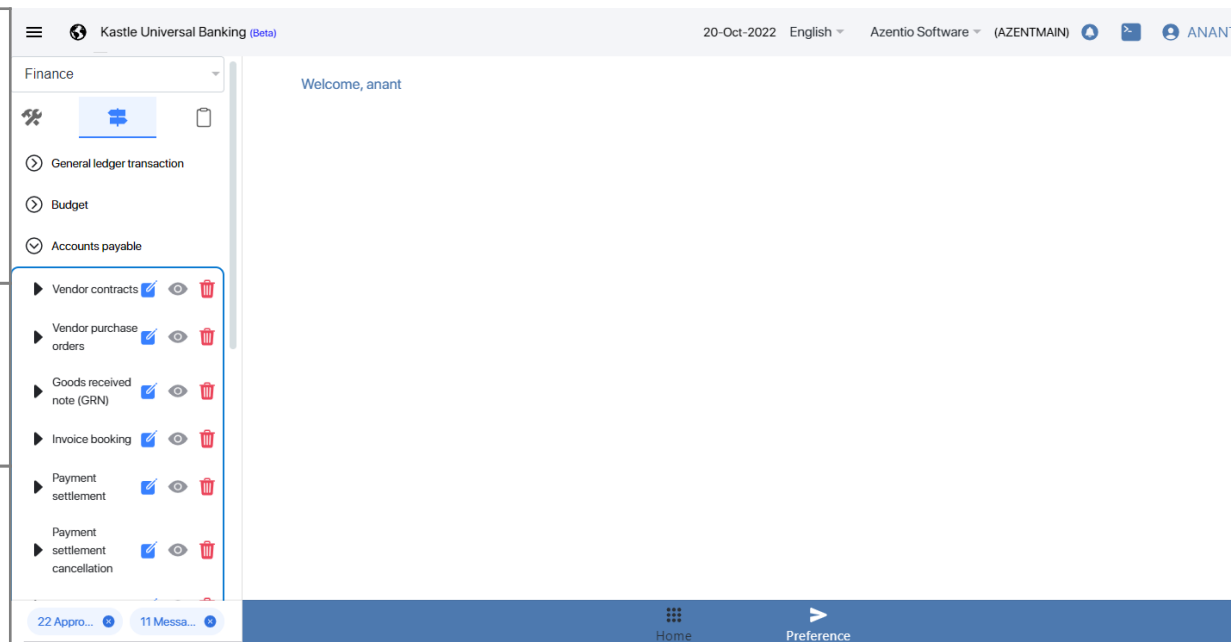 Kastle Universal Banking (Beta)
20-Oct-2022 English Azentio Software (AZENTMAIN) ANANT
Finance
Welcome, anant
General ledger transaction
Budget
Accounts payable
Vendor contracts
Vendor purchase
orders
Goods received
note (GRN)
Invoice booking
Payment
settlement
Payment
settlement
cancellation
22 Appro...
11 Messa...
Home
Preference